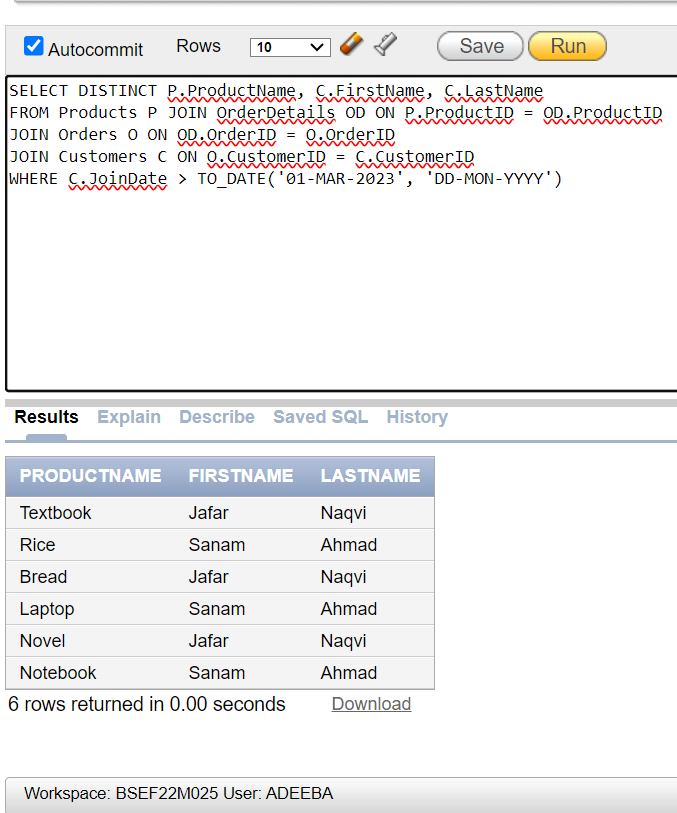 Autocommit Rows 10 Save Run
SELECT DISTINCT P.ProductName, C.FirstName, C.LastName
FROM Products P JOIN OrderDetails OD ON P.ProductID = OD.ProductID
JOIN Orders O ON OD.OrderID = O.OrderID
JOIN Customers C ON O.CustomerID = C.CustomerID
WHERE C.JoinDate > TO_DATE('01-MAR-2023', 'DD-MON-YYYY')
Results Explain Describe Saved SQL History
PRODUCTNAME FIRSTNAME LASTNAME
Textbook Jafar Naqvi
Rice Sanam Ahmad
Bread Jafar Naqvi
Laptop Sanam Ahmad
Novel Jafar Naqvi
Notebook Sanam Ahmad
6 rows returned in 0.00 seconds Download
Workspace: BSEF22M025 User: ADEEBA